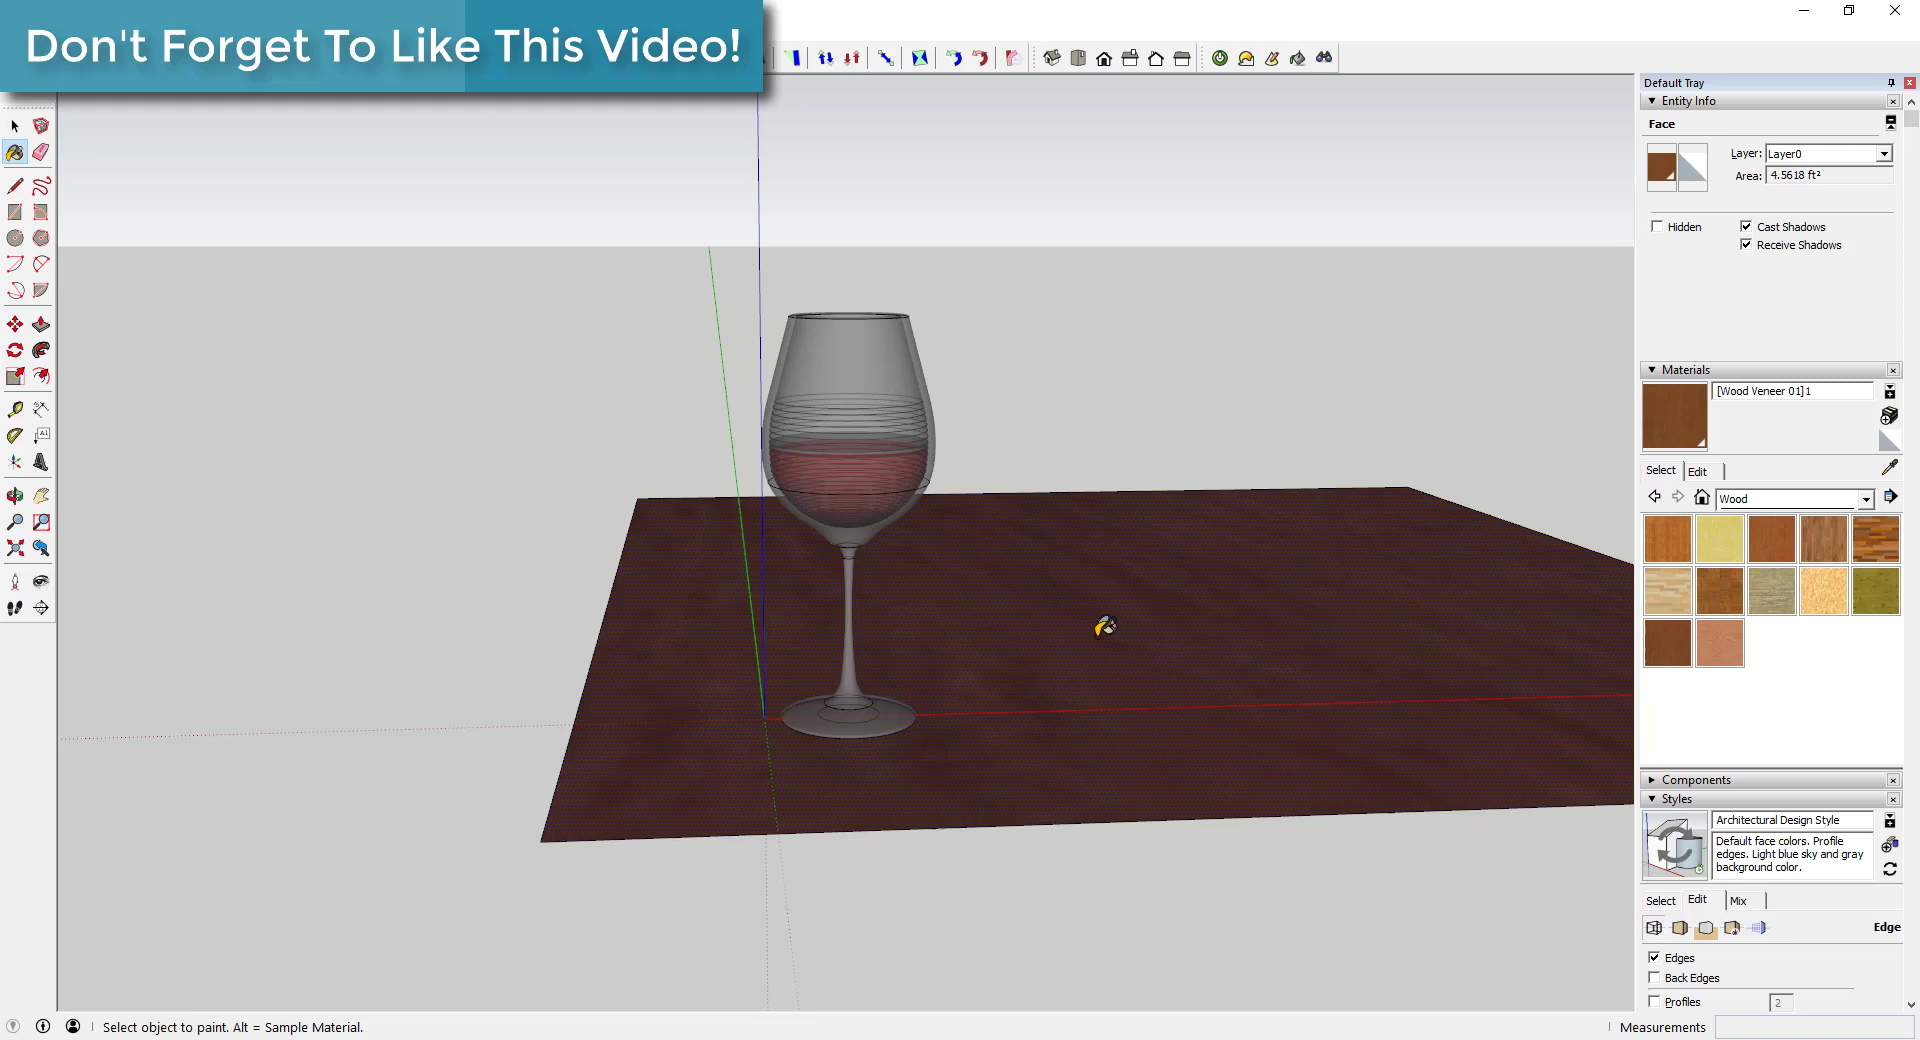 Don't Forget To Like This Video!
Default Tray
Entity Info
Face
Layer: Layer0
Area: 4.5618 ft²
Hidden
Cast Shadows
Receive Shadows
Materials
[Wood Veneer 01]1
Select Edit
Wood
Components
Styles
Architectural Design Style
Default face colors. Profile
edges. Light blue sky and gray
background color.
Select Edit Mix
Edge
Edges
Back Edges
Profiles 2
Select object to paint. Alt = Sample Material.
Measurements